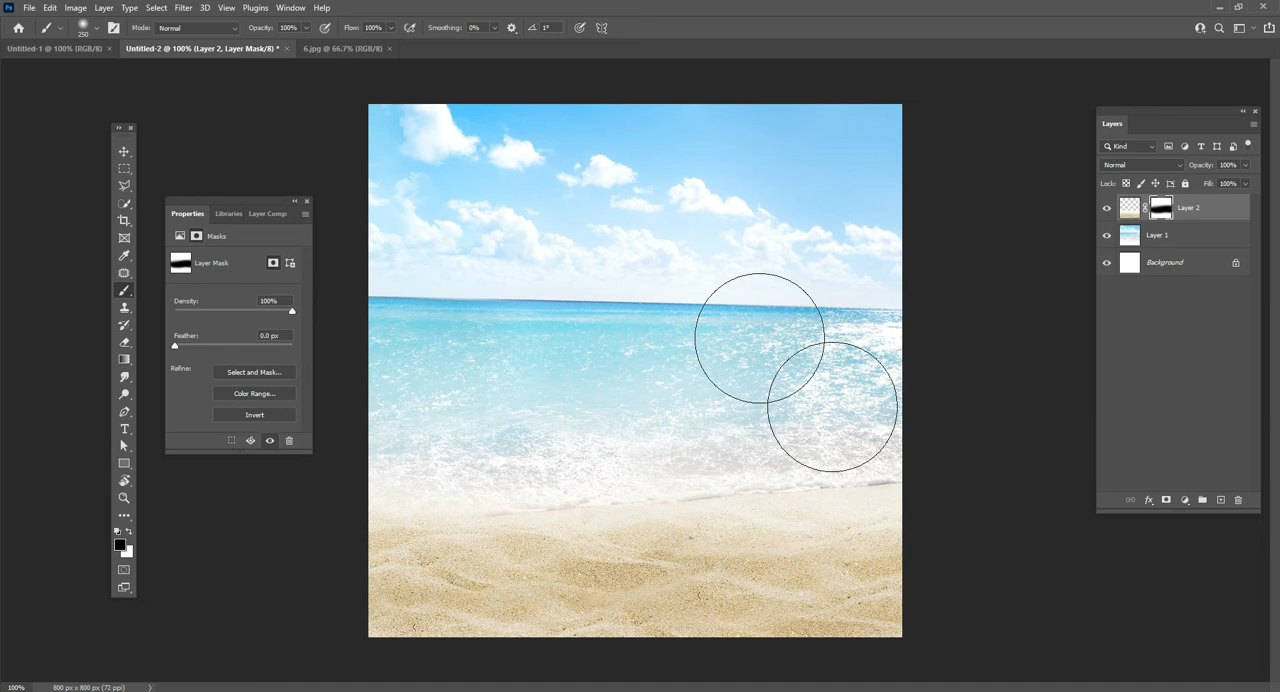 Ps File Edit Image Layer Type Select Filter 3D View Plugins Window Help
250 Mode: Normal Opacity: 100% Flow: 100% Smoothing: 0% 1°
Untitled-1 @ 100% (RGB/8) × Untitled-2 @ 100% (Layer 2, Layer Mask/8) * × 6.jpg @ 66.7% (RGB/8) ×
Layers
Kind
Normal Opacity: 100%
Lock: Fill: 100%
Layer 2
Layer 1
Background
Properties Libraries Layer Comp
Masks
Layer Mask
Density: 100%
Feather: 0.0 px
Refine: Select and Mask...
Color Range...
Invert
fx
100% 800 px x 800 px (72 ppi)